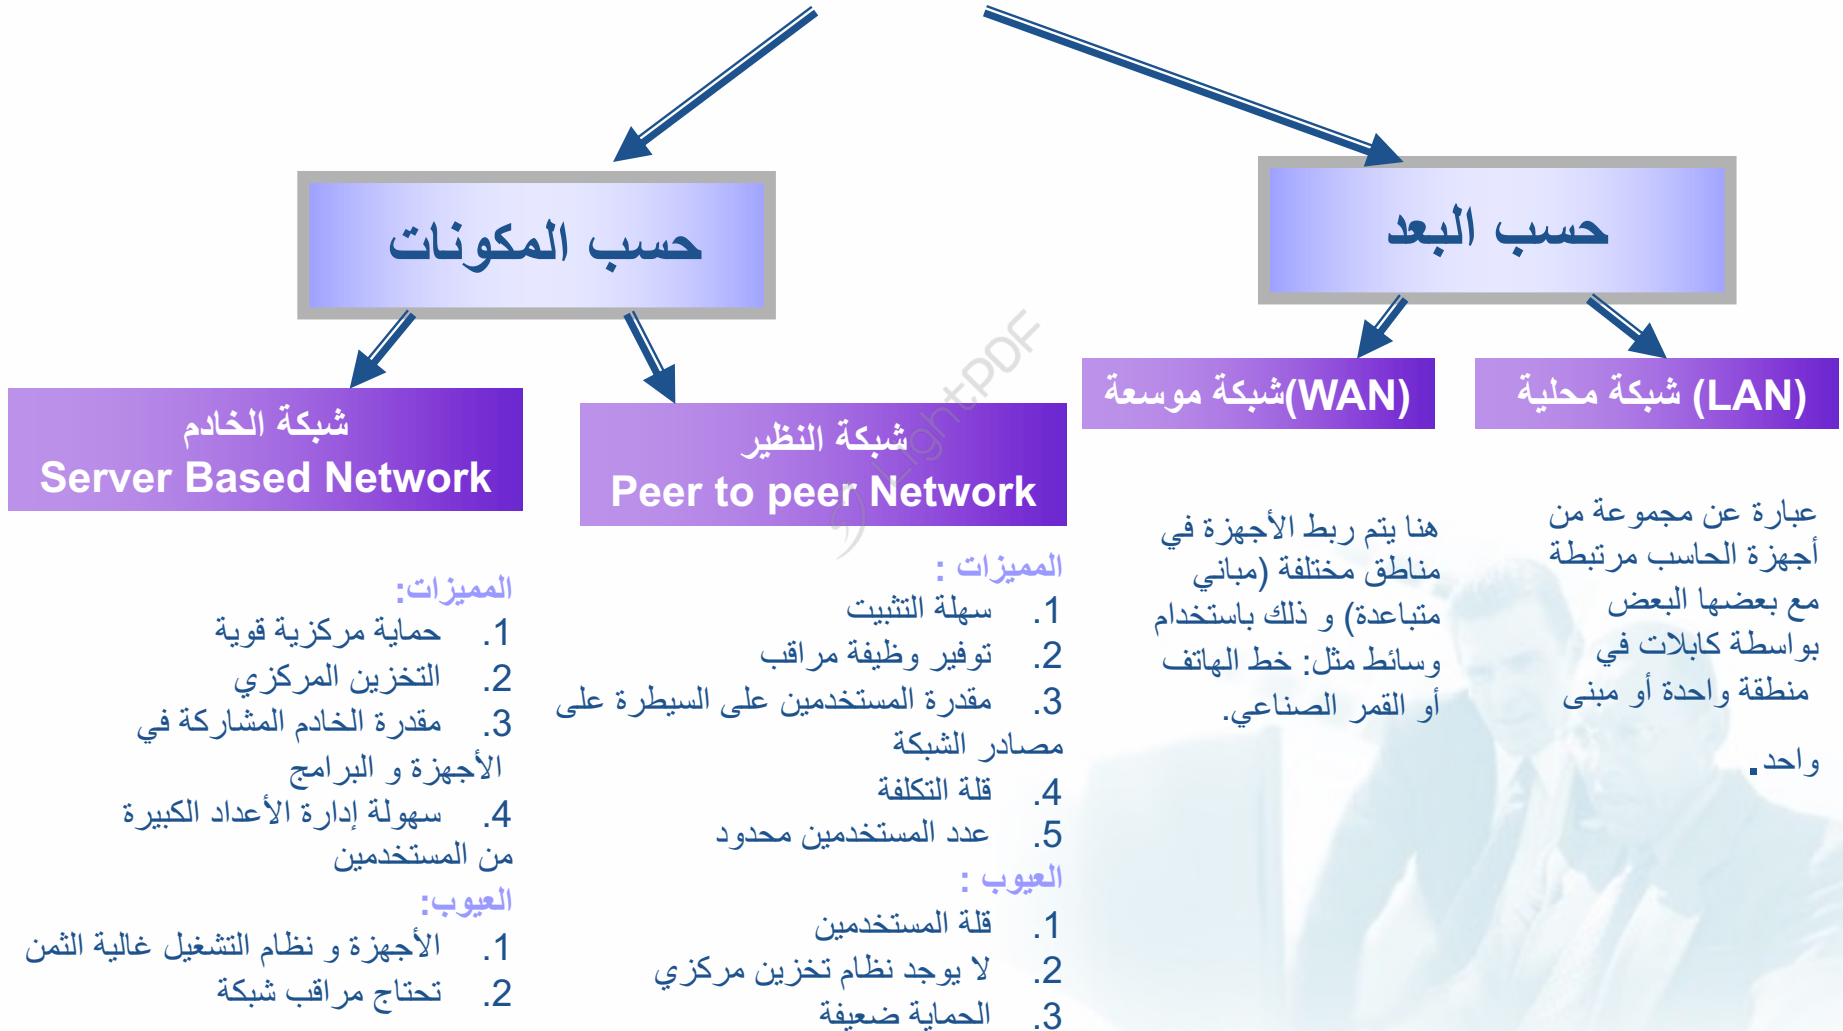 حسب البعد
حسب المكونات
(LAN) شبكة محلية
(WAN)شبكة موسعة
عبارة عن مجموعة من
أجهزة الحاسب مرتبطة
مع بعضها البعض
بواسطة كابلات في
منطقة واحدة أو مبنى
واحد.
هنا يتم ربط الأجهزة في
مناطق مختلفة (مباني
متباعدة) و ذلك باستخدام
وسائط مثل: خط الهاتف
أو القمر الصناعي.
شبكة النظير
Peer to peer Network
المميزات :
1. سهلة التثبيت
2. توفير وظيفة مراقب
3. مقدرة المستخدمين على السيطرة على
مصادر الشبكة
4. قلة التكلفة
5. عدد المستخدمين محدود
العيوب :
1. قلة المستخدمين
2. لا يوجد نظام تخزين مركزي
3. الحماية ضعيفة
شبكة الخادم
Server Based Network
المميزات:
1. حماية مركزية قوية
2. التخزين المركزي
3. مقدرة الخادم المشاركة في
الأجهزة و البرامج
4. سهولة إدارة الأعداد الكبيرة
من المستخدمين
العيوب:
1. الأجهزة و نظام التشغيل غالية الثمن
2. تحتاج مراقب شبكة
LightPDF